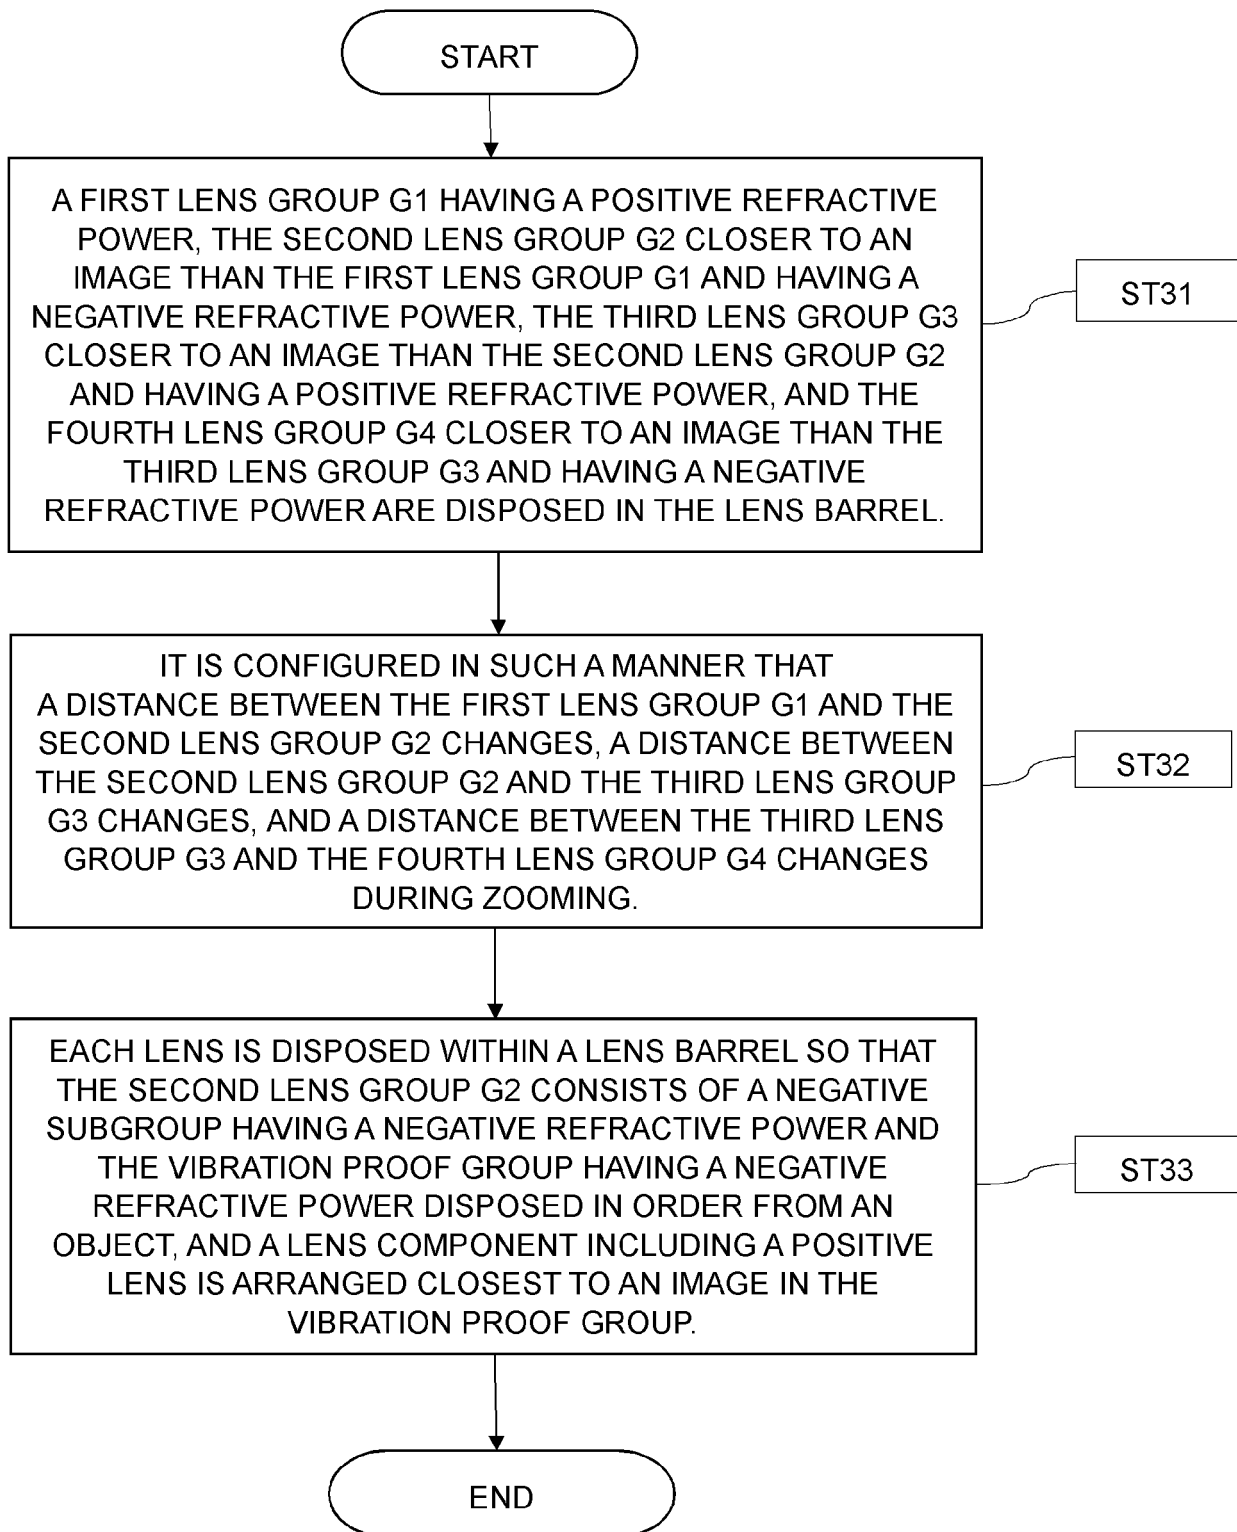 START
A FIRST LENS GROUP G1 HAVING A POSITIVE REFRACTIVE
POWER, THE SECOND LENS GROUP G2 CLOSER TO AN
IMAGE THAN THE FIRST LENS GROUP G1 AND HAVING A
NEGATIVE REFRACTIVE POWER, THE THIRD LENS GROUP G3
CLOSER TO AN IMAGE THAN THE SECOND LENS GROUP G2
AND HAVING A POSITIVE REFRACTIVE POWER, AND THE
FOURTH LENS GROUP G4 CLOSER TO AN IMAGE THAN THE
THIRD LENS GROUP G3 AND HAVING A NEGATIVE
REFRACTIVE POWER ARE DISPOSED IN THE LENS BARREL.
ST31
IT IS CONFIGURED IN SUCH A MANNER THAT
A DISTANCE BETWEEN THE FIRST LENS GROUP G1 AND THE
SECOND LENS GROUP G2 CHANGES, A DISTANCE BETWEEN
THE SECOND LENS GROUP G2 AND THE THIRD LENS GROUP
G3 CHANGES, AND A DISTANCE BETWEEN THE THIRD LENS
GROUP G3 AND THE FOURTH LENS GROUP G4 CHANGES
DURING ZOOMING.
ST32
EACH LENS IS DISPOSED WITHIN A LENS BARREL SO THAT
THE SECOND LENS GROUP G2 CONSISTS OF A NEGATIVE
SUBGROUP HAVING A NEGATIVE REFRACTIVE POWER AND
THE VIBRATION PROOF GROUP HAVING A NEGATIVE
REFRACTIVE POWER DISPOSED IN ORDER FROM AN
OBJECT, AND A LENS COMPONENT INCLUDING A POSITIVE
LENS IS ARRANGED CLOSEST TO AN IMAGE IN THE
VIBRATION PROOF GROUP.
ST33
END